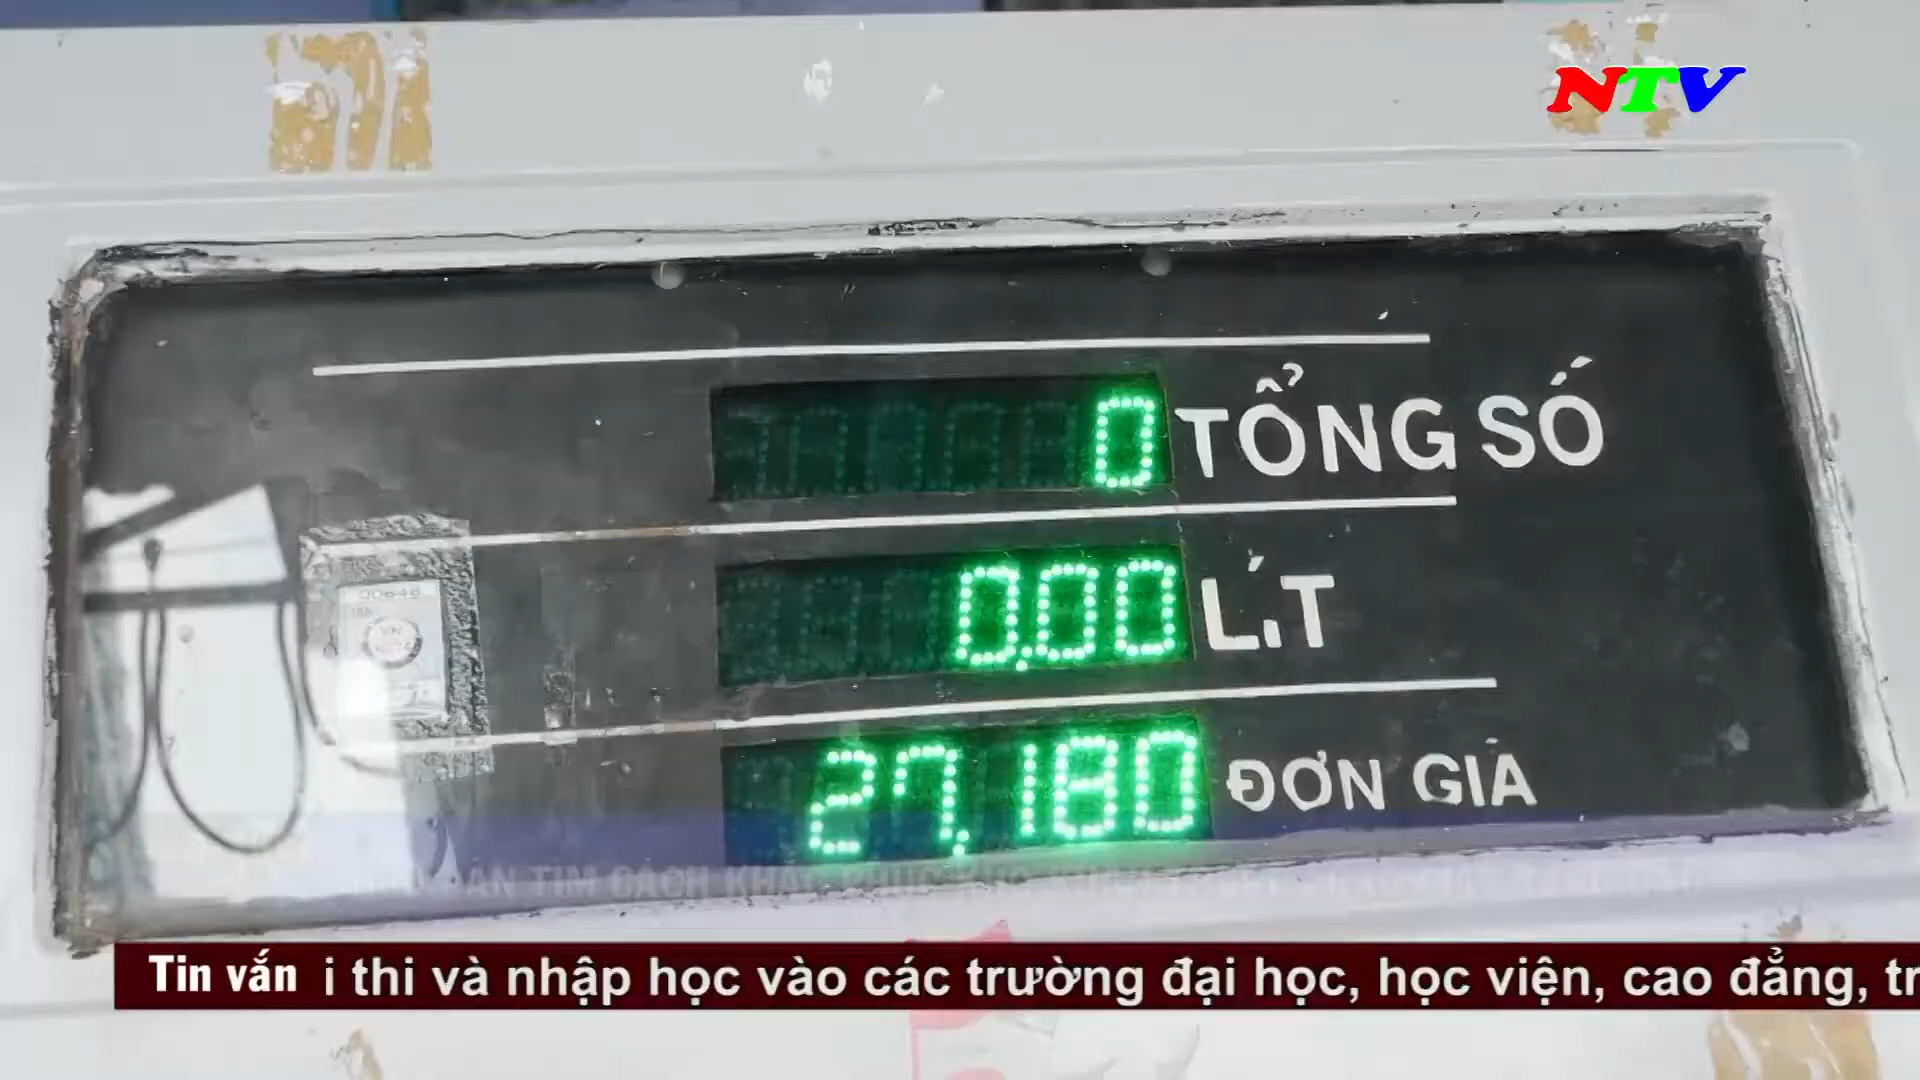 NTV
0 TỔNG SỐ
0.00 LÍT
27.180 ĐƠN GIÁ
Tin vắn i thi và nhập học vào các trường đại học, học viện, cao đẳng, tr